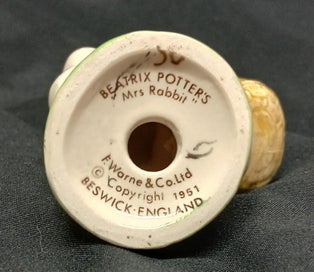 BEATRIX POTTER'S
"Mrs Rabbit"
F. Warne & Co. Ltd
© Copyright 1951
BESWICK · ENGLAND